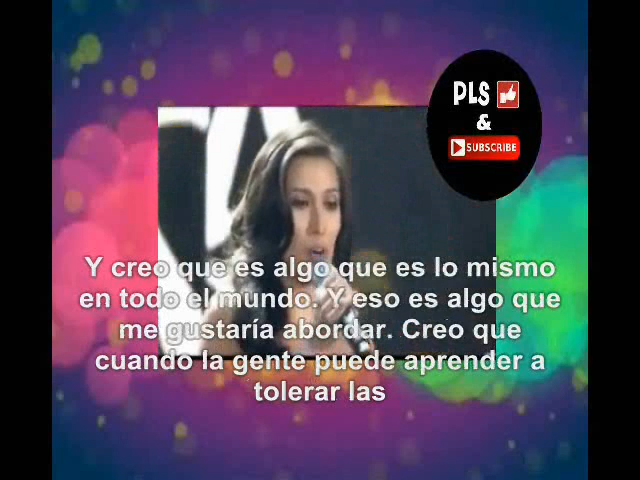 PLS
&
SUBSCRIBE
Y creo que es algo que es lo mismo
en todo el mundo. Y eso es algo que
me gustaría abordar. Creo que
cuando la gente puede aprender a
tolerar las